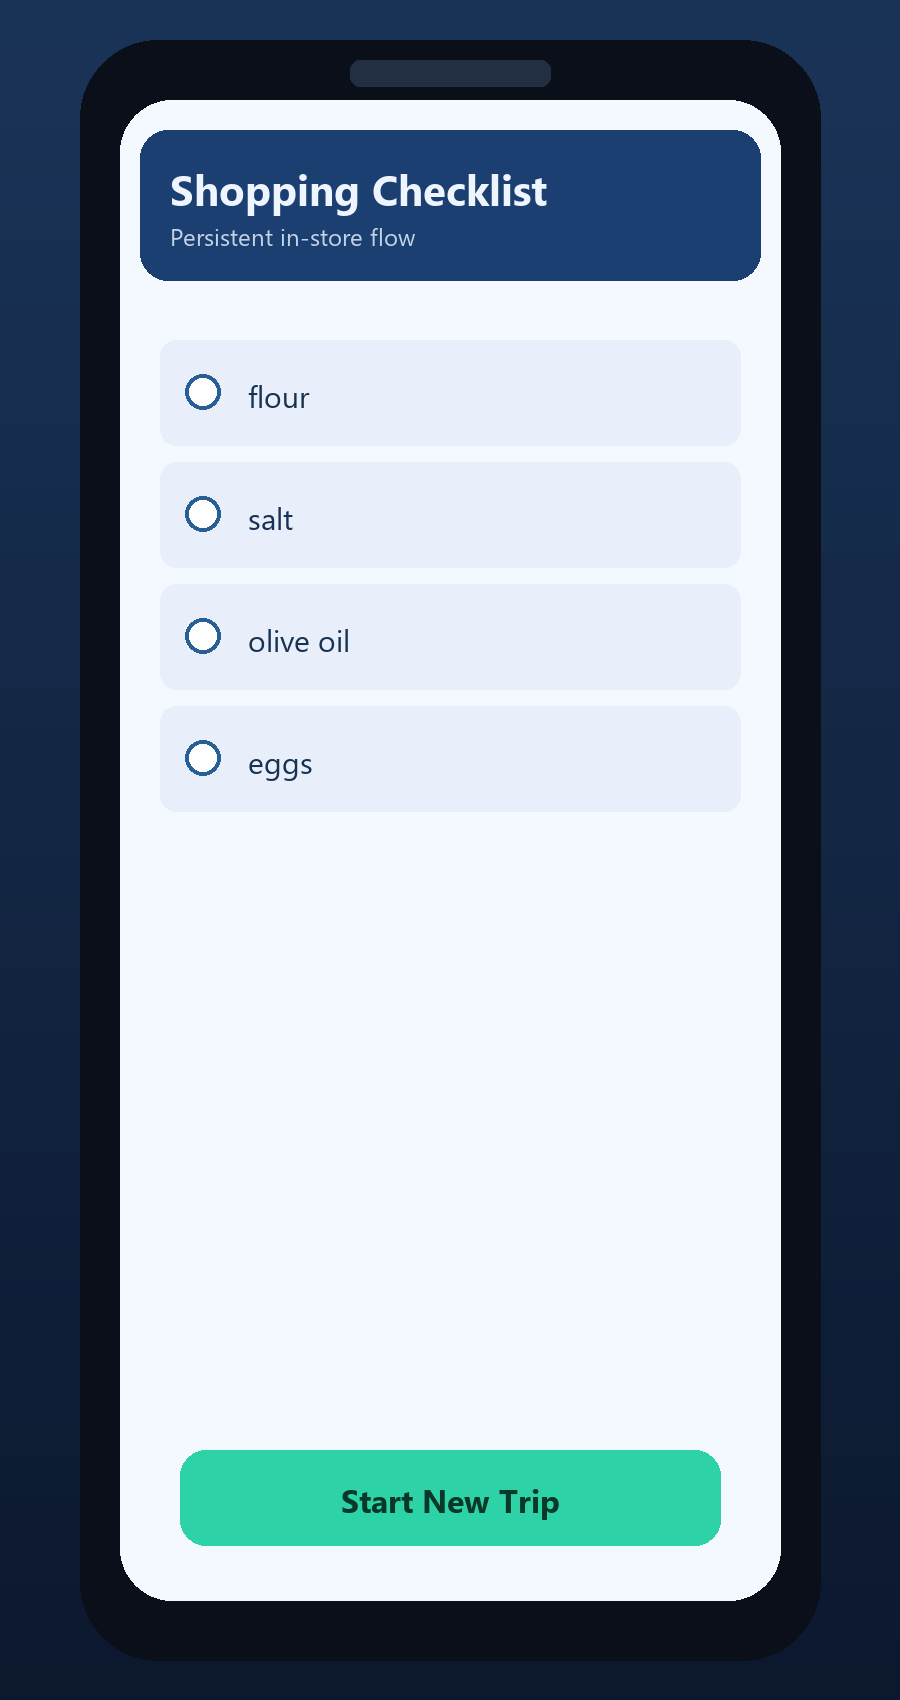 Shopping Checklist
Persistent in-store flow
flour
salt
olive oil
eggs
Start New Trip